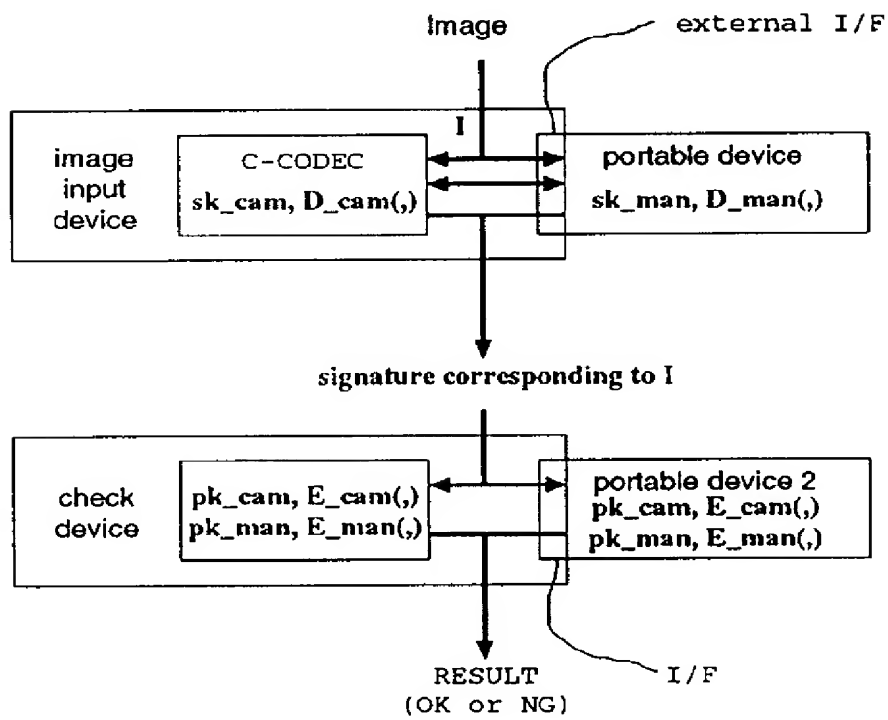 Image
external I/F
I
image
input
device
C-CODEC
sk_cam, D_cam(,)
portable device
sk_man, D_man(,)
signature corresponding to I
check
device
pk_cam, E_cam(,)
pk_man, E_man(,)
portable device 2
pk_cam, E_cam(,)
pk_man, E_man(,)
RESULT
(OK or NG)
I/F